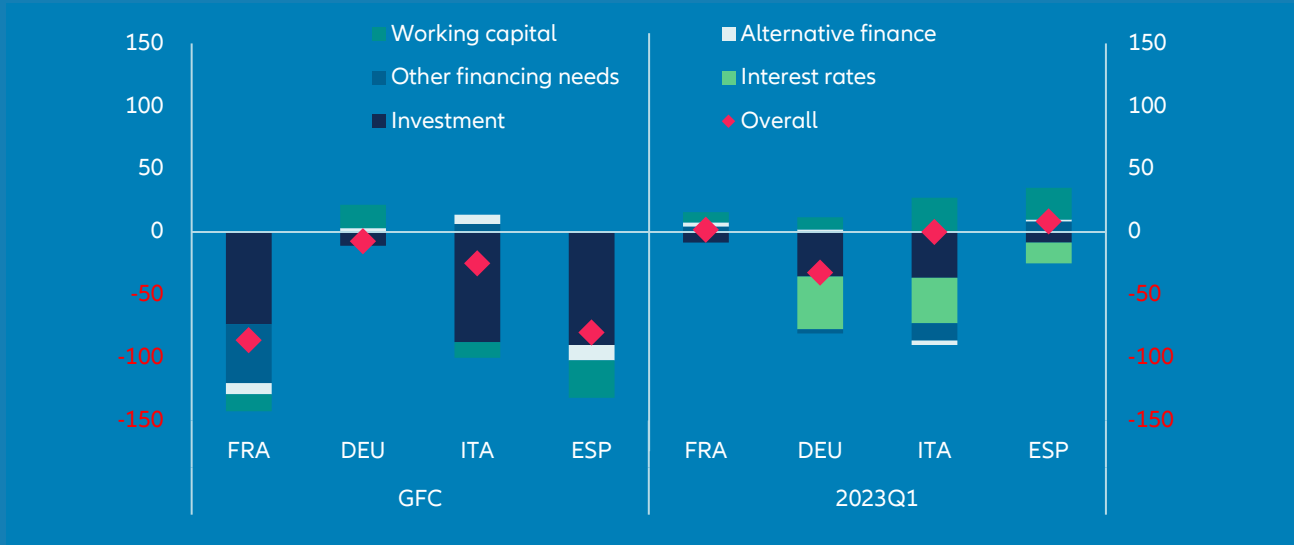 Working capital
Alternative finance
Other financing needs
Interest rates
Investment
Overall
150
150
100
100
50
50
0
0
-50
-50
-100
-100
-150
-150
FRA DEU ITA ESP FRA DEU ITA ESP
GFC 2023Q1